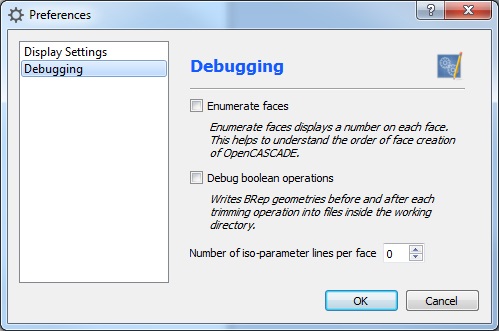 Preferences
?
Display Settings
Debugging
Debugging
Enumerate faces
Enumerate faces displays a number on each face.
This helps to understand the order of face creation
of OpenCASCADE.
Debug boolean operations
Writes BRep geometries before and after each
trimming operation into files inside the working
directory.
Number of iso-parameter lines per face 0
OK Cancel